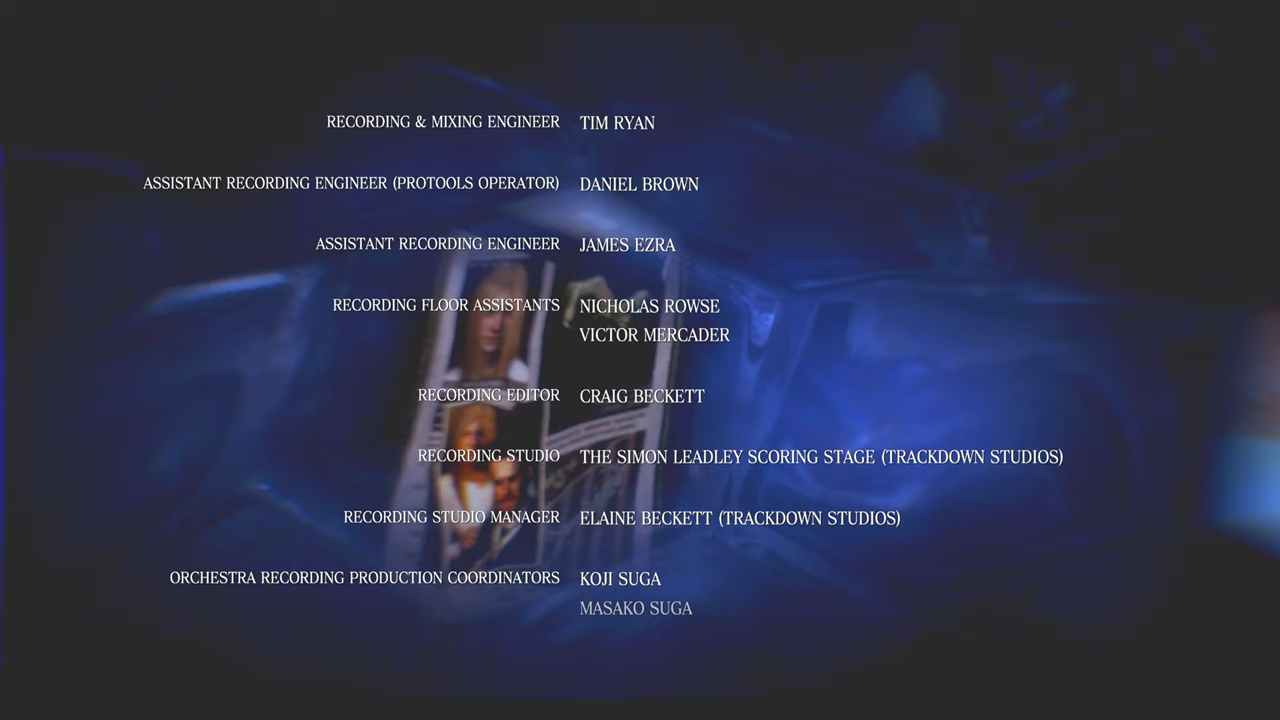 RECORDING & MIXING ENGINEER TIM RYAN
ASSISTANT RECORDING ENGINEER (PROTOOLS OPERATOR) DANIEL BROWN
ASSISTANT RECORDING ENGINEER JAMES EZRA
RECORDING FLOOR ASSISTANTS NICHOLAS ROWSE
VICTOR MERCADER
RECORDING EDITOR CRAIG BECKETT
RECORDING STUDIO THE SIMON LEADLEY SCORING STAGE (TRACKDOWN STUDIOS)
RECORDING STUDIO MANAGER ELAINE BECKETT (TRACKDOWN STUDIOS)
ORCHESTRA RECORDING PRODUCTION COORDINATORS KOJI SUGA
MASAKO SUGA